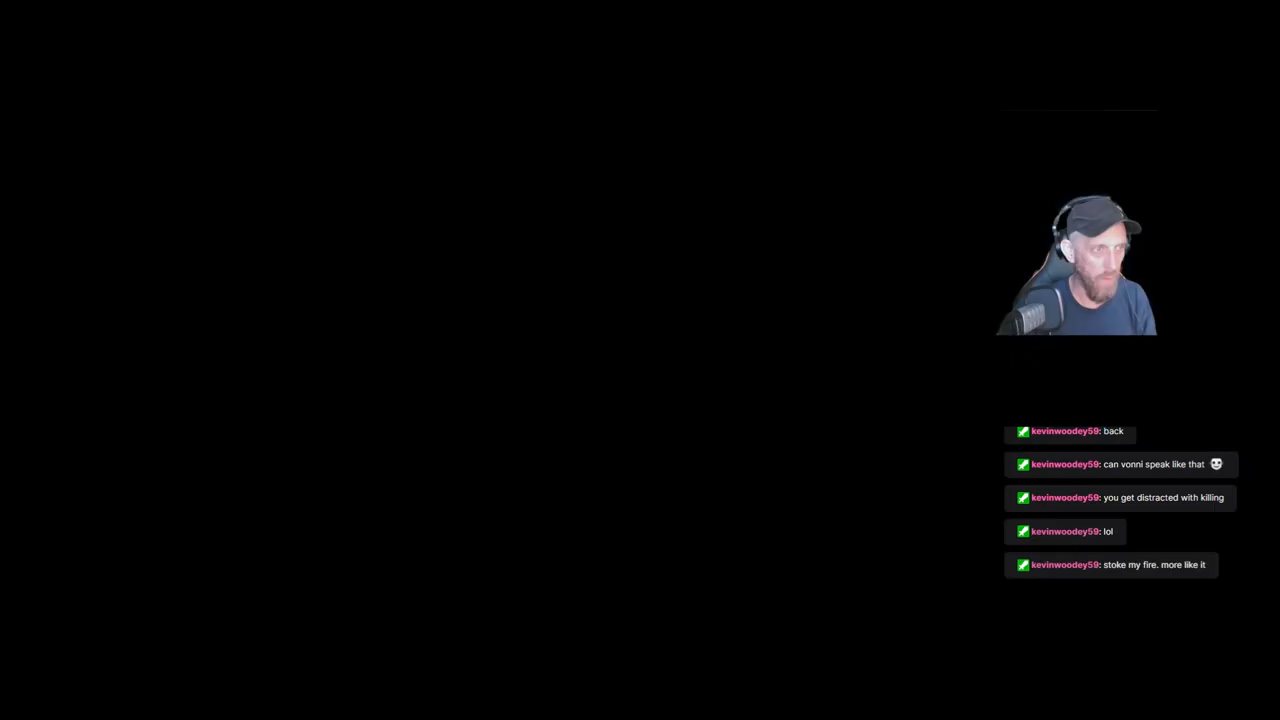 kevinwoodey59: back
kevinwoodey59: can vonni speak like that
kevinwoodey59: you get distracted with killing
kevinwoodey59: lol
kevinwoodey59: stoke my fire. more like it